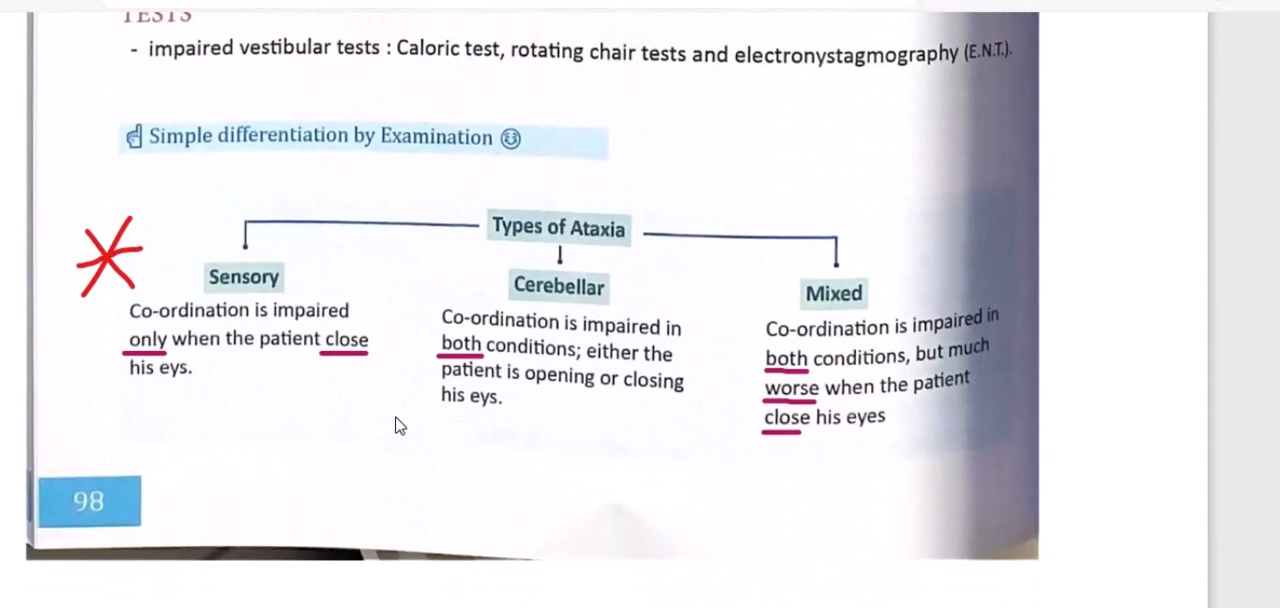 TESTS
- impaired vestibular tests : Caloric test, rotating chair tests and electronystagmography (E.N.T.).
Simple differentiation by Examination
Types of Ataxia
Sensory
Co-ordination is impaired
only when the patient close
his eys.
Cerebellar
Co-ordination is impaired in
both conditions; either the
patient is opening or closing
his eys.
Mixed
Co-ordination is impaired in
both conditions, but much
worse when the patient
close his eyes
98